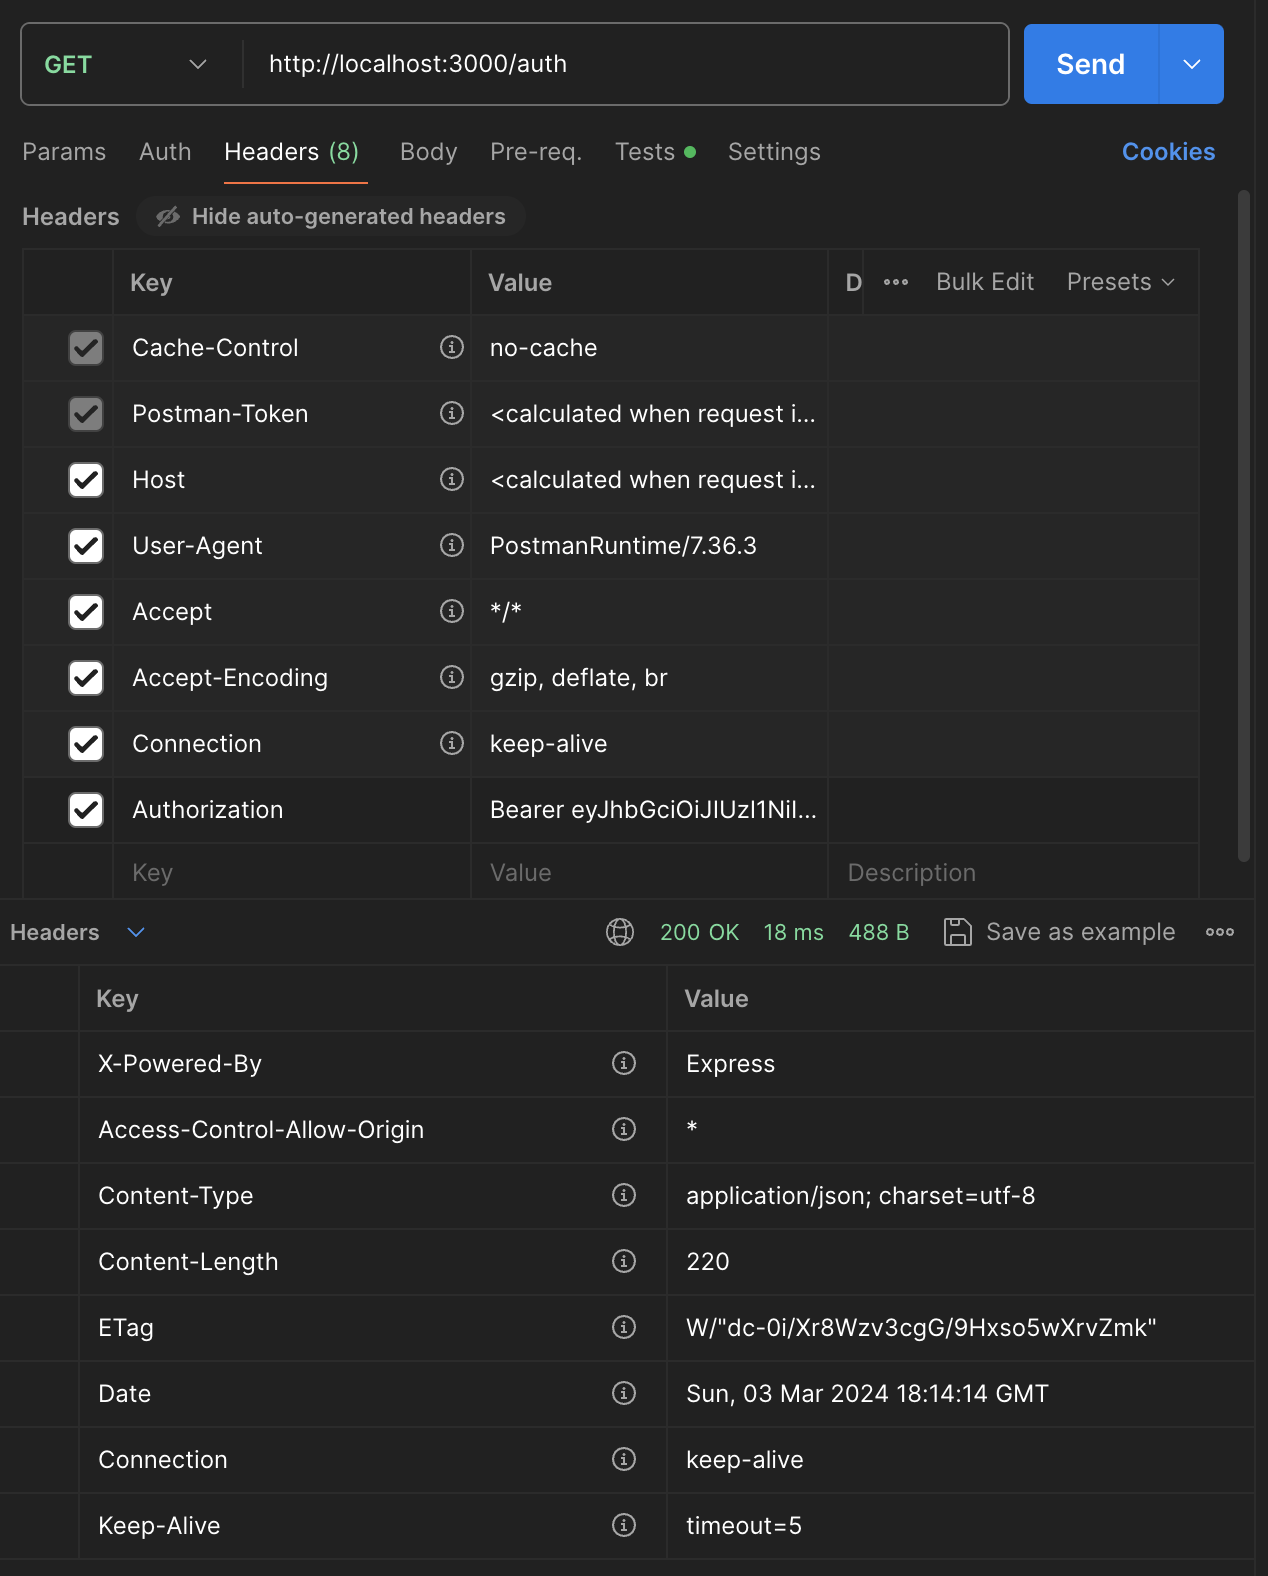 GET http://localhost:3000/auth Send
Params Auth Headers (8) Body Pre-req. Tests Settings Cookies
Headers Hide auto-generated headers
Key Value D Bulk Edit Presets
Cache-Control no-cache
Postman-Token <calculated when request i...
Host <calculated when request i...
User-Agent PostmanRuntime/7.36.3
Accept */*
Accept-Encoding gzip, deflate, br
Connection keep-alive
Authorization Bearer eyJhbGciOiJIUzI1NiI...
Key Value Description
Headers 200 OK 18 ms 488 B Save as example
Key Value
X-Powered-By Express
Access-Control-Allow-Origin *
Content-Type application/json; charset=utf-8
Content-Length 220
ETag W/"dc-0i/Xr8Wzv3cgG/9Hxso5wXrvZmk"
Date Sun, 03 Mar 2024 18:14:14 GMT
Connection keep-alive
Keep-Alive timeout=5